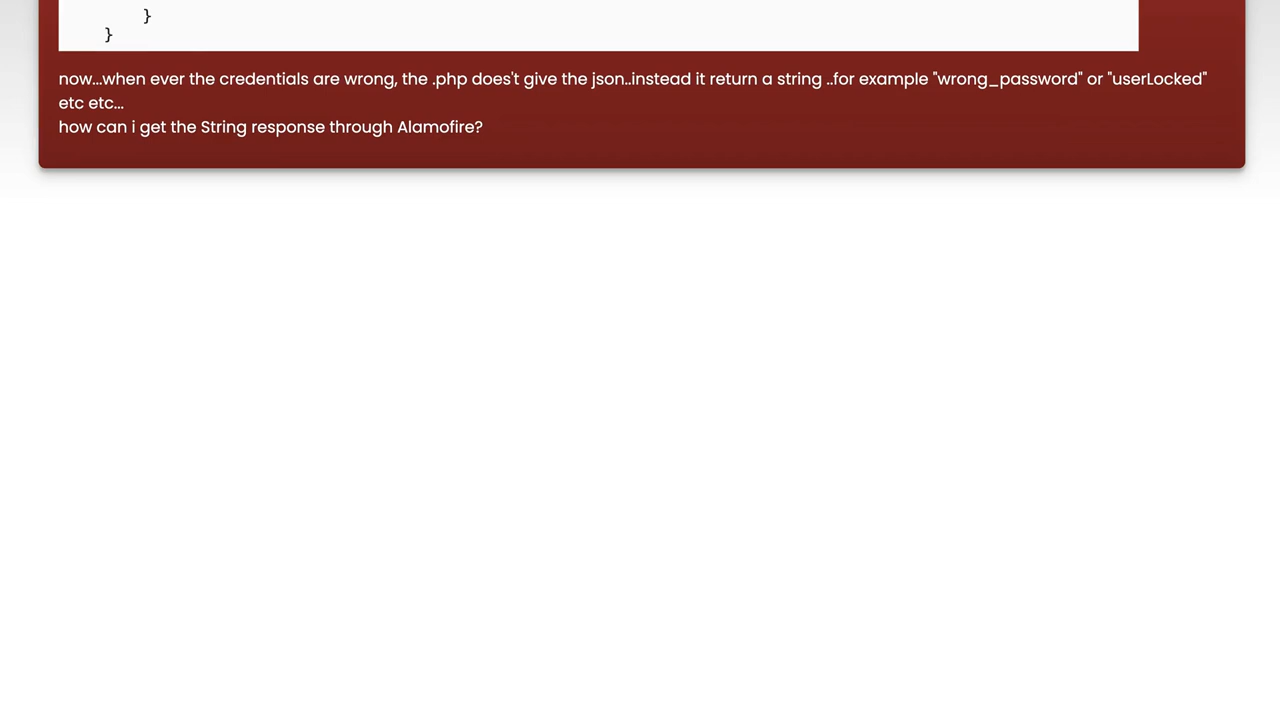 }
}
now...when ever the credentials are wrong, the .php does't give the json..instead it return a string ..for example "wrong_password" or "userLocked"
etc etc...
how can i get the String response through Alamofire?